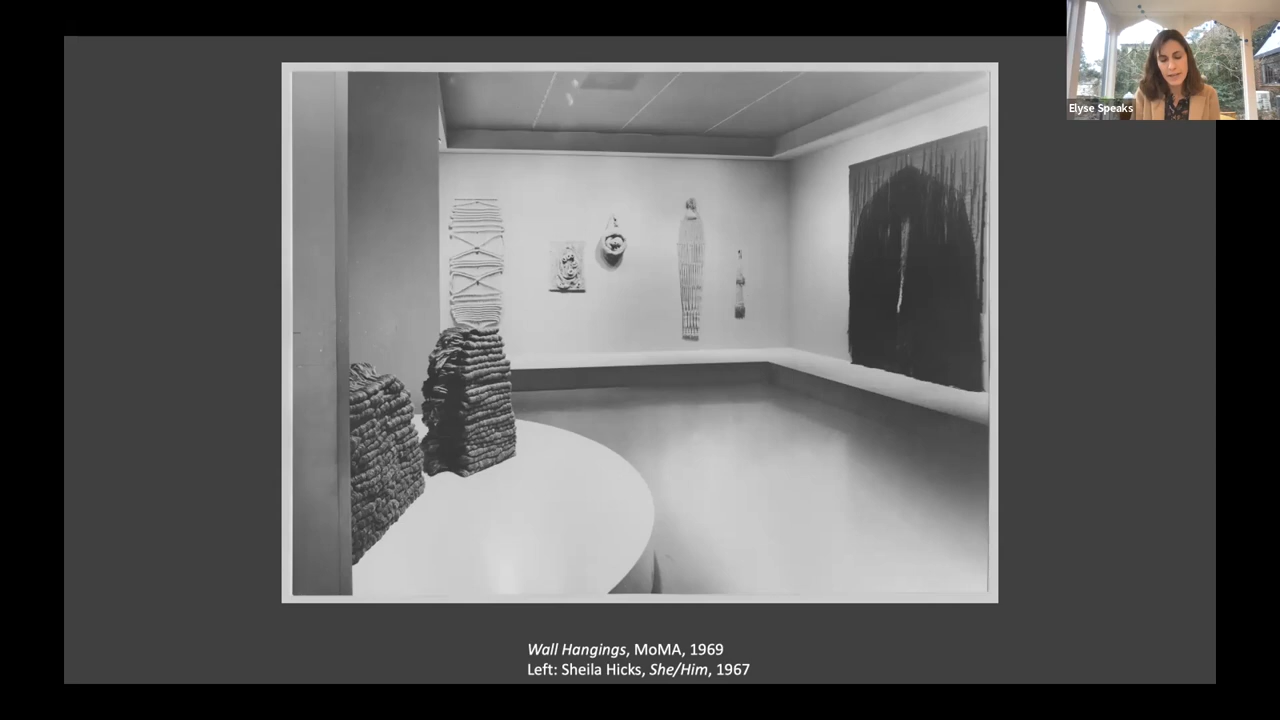 Elyse Speaks
Wall Hangings, MoMA, 1969
Left: Sheila Hicks, She/Him, 1967